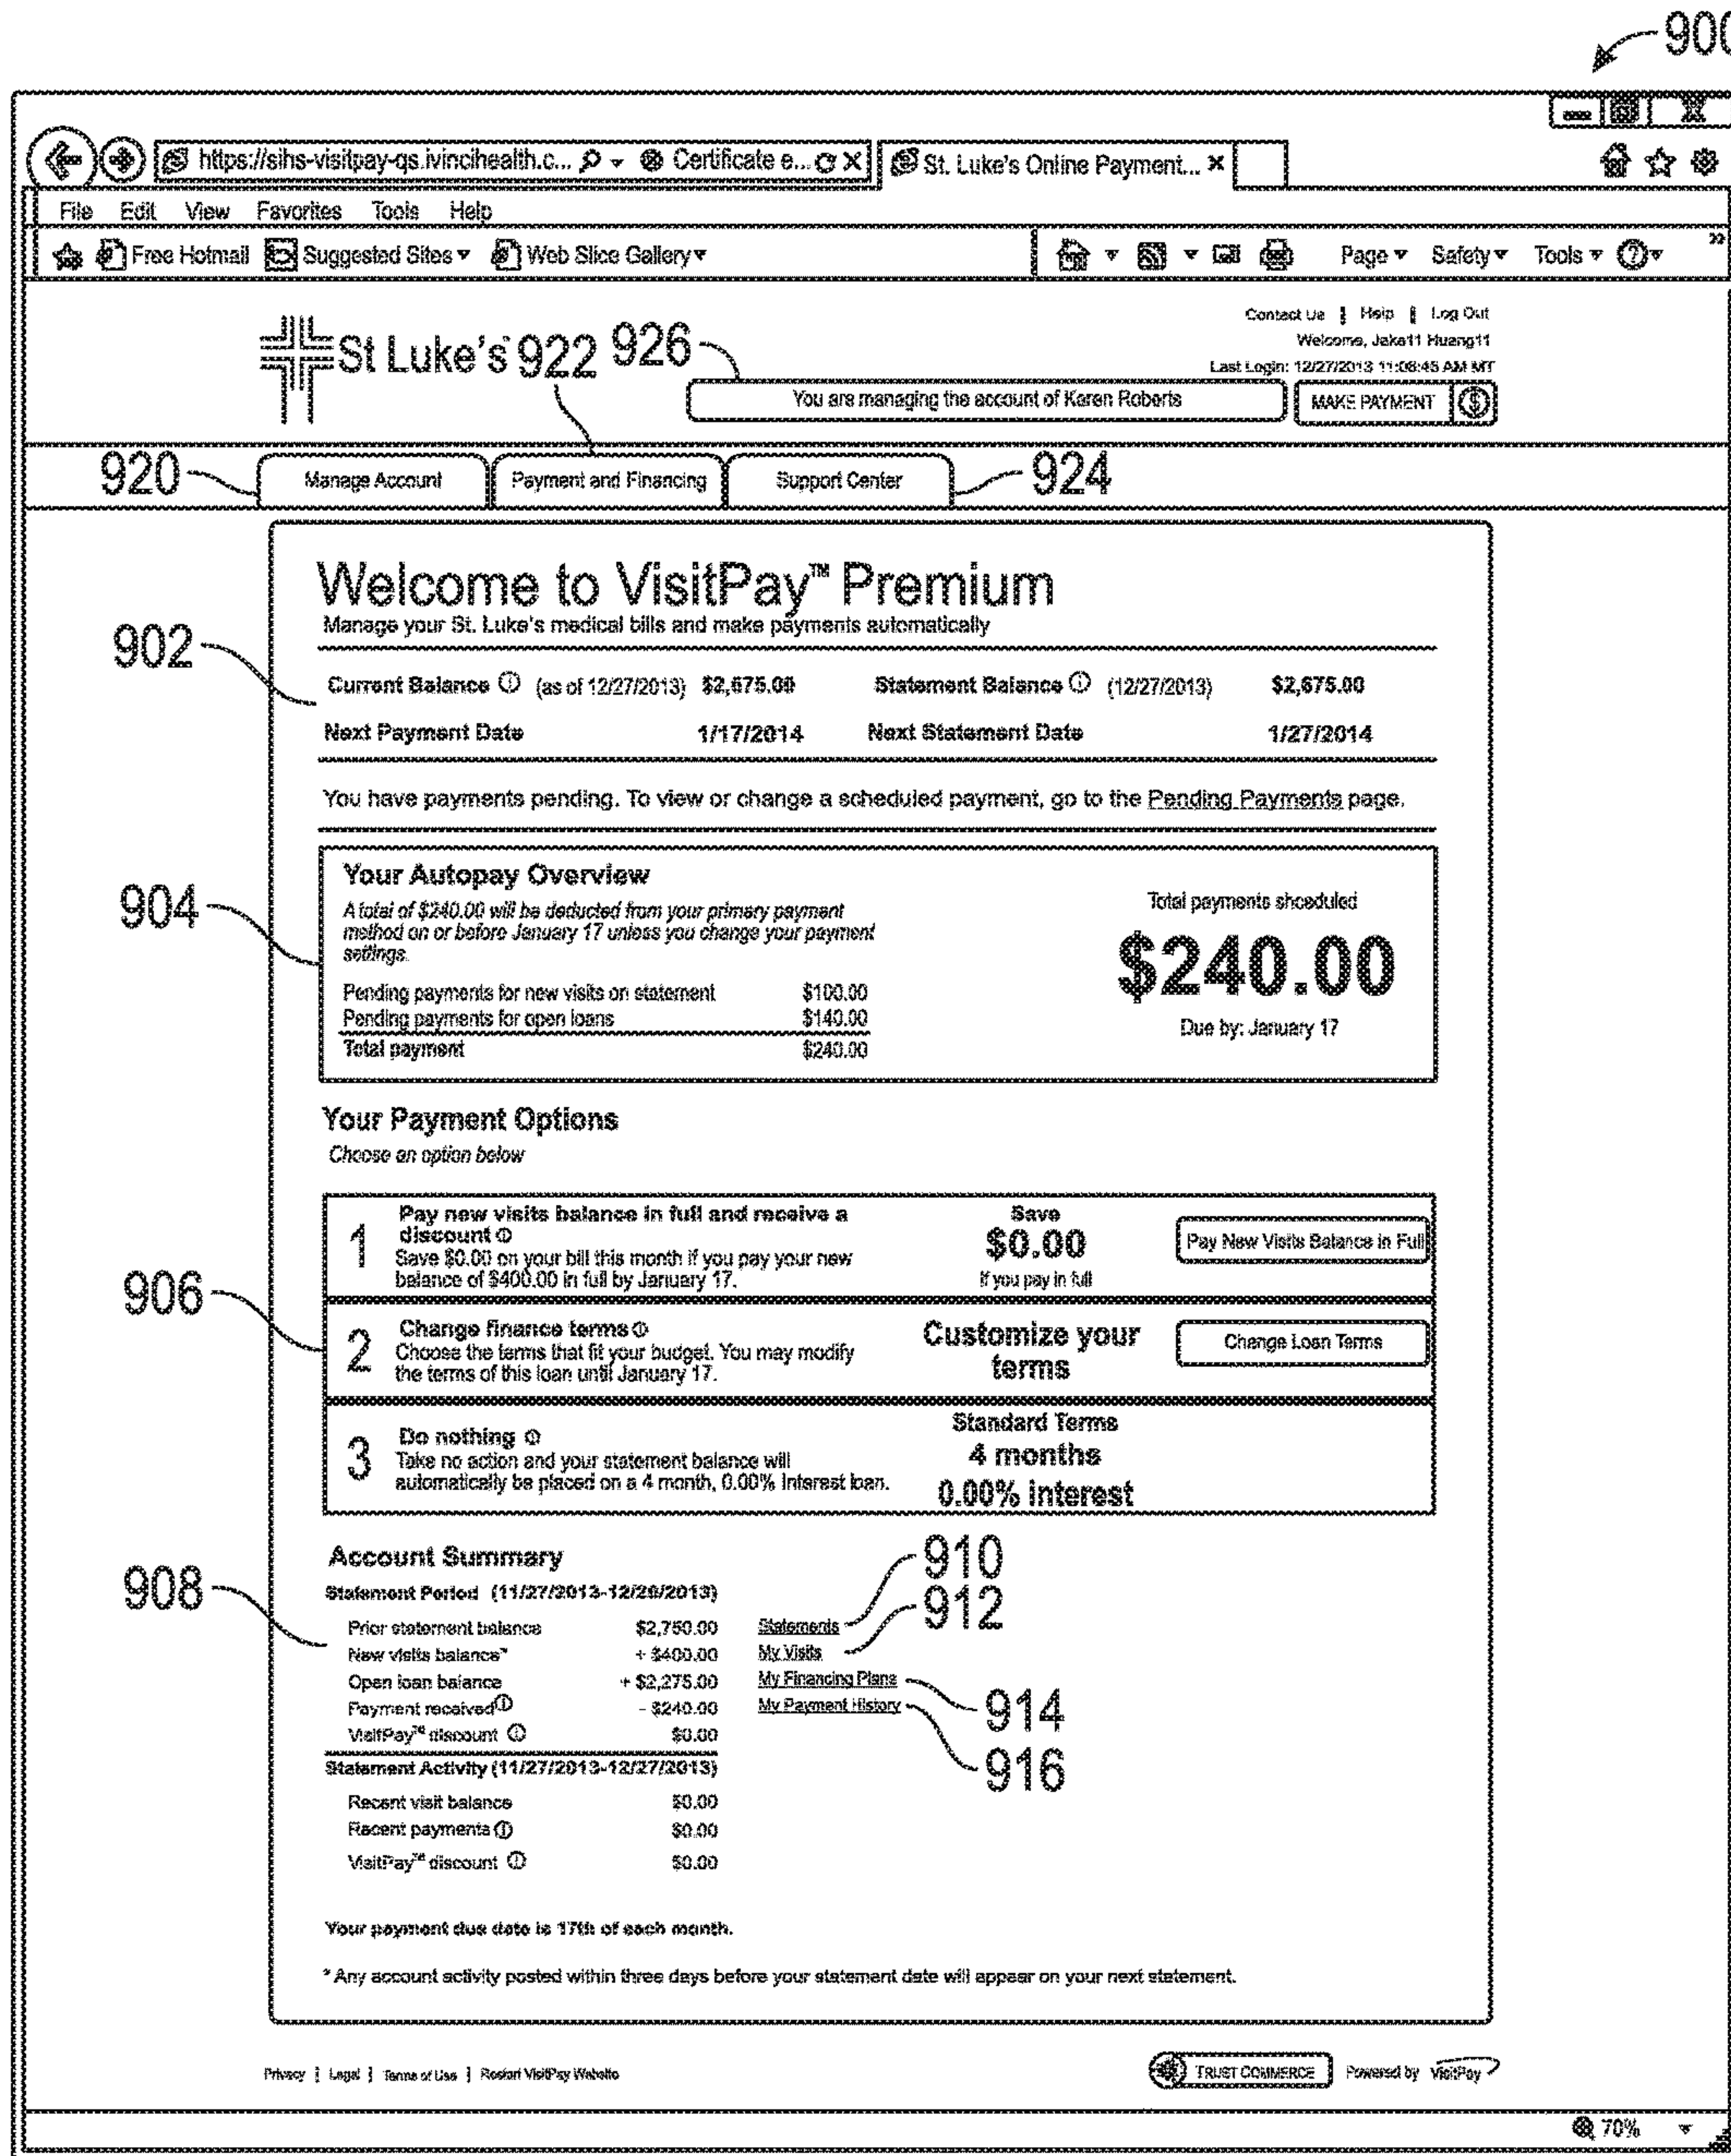 900
https://sihs-visitpay-qs.ivincihealth.c... Certificate e... St. Luke's Online Payment...
File Edit View Favorites Tools Help
Free Hotmail Suggested Sites Web Slice Gallery Page Safety Tools
Contact Us | Help | Log Out
Welcome, Jake11 Huang11
Last Login: 12/27/2013 11:08:45 AM MT
St Luke's 922 926
You are managing the account of Karen Roberts MAKE PAYMENT $
920 Manage Account Payment and Financing Support Center 924
Welcome to VisitPay™ Premium
Manage your St. Luke's medical bills and make payments automatically
902
Current Balance (as of 12/27/2013) $2,675.00 Statement Balance (12/27/2013) $2,675.00
Next Payment Date 1/17/2014 Next Statement Date 1/27/2014
You have payments pending. To view or change a scheduled payment, go to the Pending Payments page.
904
Your Autopay Overview
A total of $240.00 will be deducted from your primary payment
method on or before January 17 unless you change your payment
settings.
Pending payments for new visits on statement $100.00
Pending payments for open loans $140.00
Total payment $240.00
Total payments shceduled
$240.00
Due by: January 17
Your Payment Options
Choose an option below
906
1 Pay new visits balance in full and receive a
discount
Save $0.00 on your bill this month if you pay your new
balance of $400.00 in full by January 17.
Save
$0.00
If you pay in full
Pay New Visits Balance in Full
2 Change finance terms
Choose the terms that fit your budget. You may modify
the terms of this loan until January 17.
Customize your
terms
Change Loan Terms
3 Do nothing
Take no action and your statement balance will
automatically be placed on a 4 month, 0.00% Interest loan.
Standard Terms
4 months
0.00% interest
908
Account Summary
Statement Period (11/27/2013-12/26/2013)
Prior statement balance $2,750.00
New visits balance* + $400.00
Open loan balance + $2,275.00
Payment received - $240.00
VisitPay™ discount $0.00
Statements 910
My Visits 912
My Financing Plans 914
My Payment History 916
Statement Activity (11/27/2013-12/27/2013)
Recent visit balance $0.00
Recent payments $0.00
VisitPay™ discount $0.00
Your payment due date is 17th of each month.
* Any account activity posted within three days before your statement date will appear on your next statement.
Privacy | Legal | Terms of Use | Restart VisitPay Website
TRUST COMMERCE Powered by VisitPay
70%